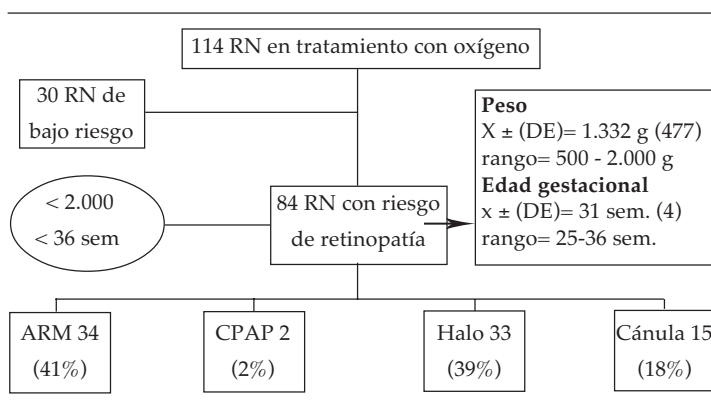 114 RN en tratamiento con oxígeno
30 RN de
bajo riesgo
Peso
X ± (DE)= 1.332 g (477)
rango= 500 - 2.000 g
Edad gestacional
x ± (DE)= 31 sem. (4)
rango= 25-36 sem.
< 2.000
< 36 sem
84 RN con riesgo
de retinopatía
ARM 34
(41%)
CPAP 2
(2%)
Halo 33
(39%)
Cánula 15
(18%)